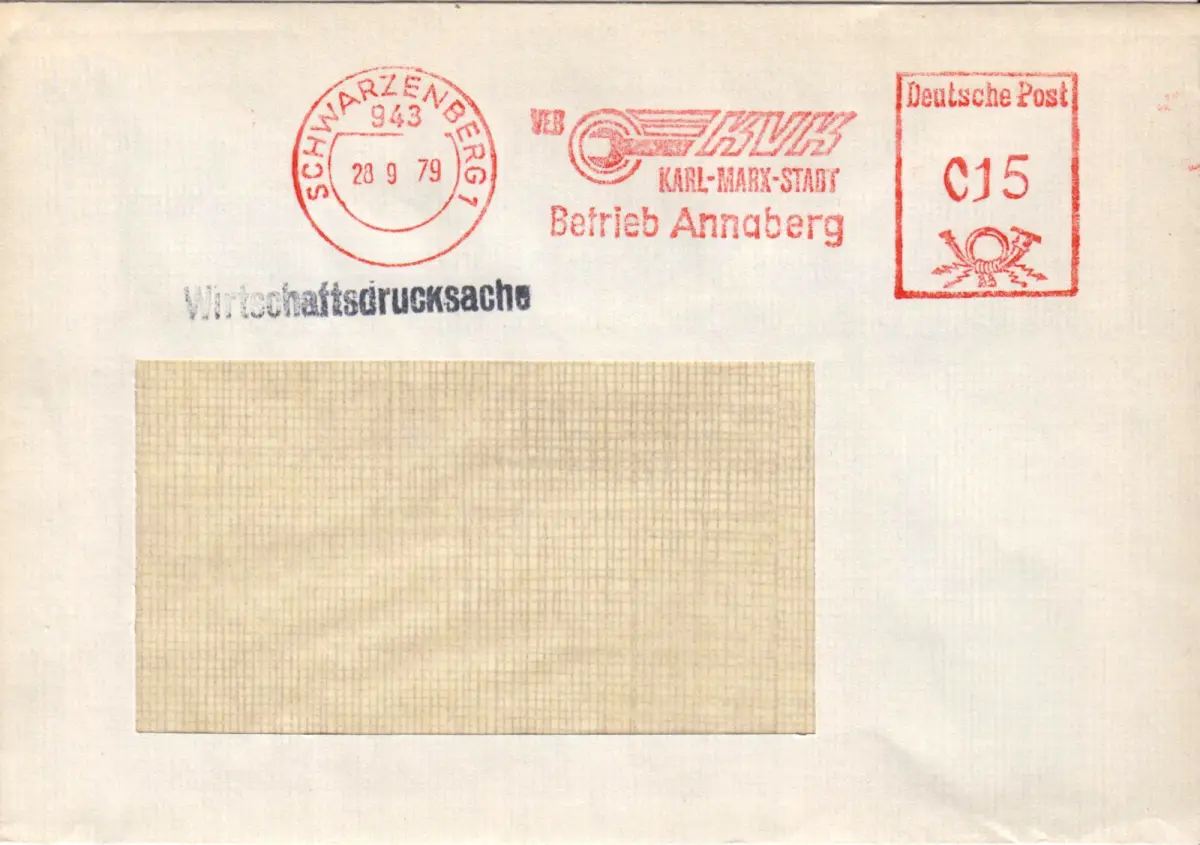 SCHWARZENBERG 1
943
28 9 79
VEB KVK
KARL-MARX-STADT
Betrieb Annaberg
Deutsche Post
015
Wirtschaftsdrucksache